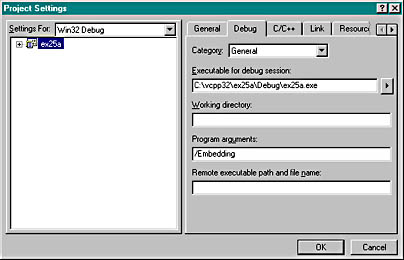 Project Settings
Settings For: Win32 Debug
ex25a
General Debug C/C++ Link Resourc
Category: General
Executable for debug session:
C:\vcpp32\ex25a\Debug\ex25a.exe
Working directory:
Program arguments:
/Embedding
Remote executable path and file name:
OK Cancel